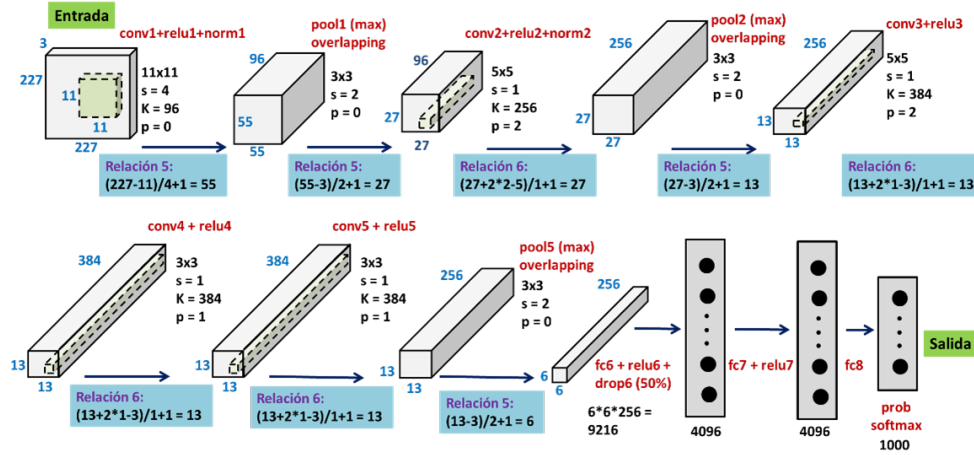 Entrada
3
227
11
11
227
conv1+relu1+norm1
11x11
s = 4
K = 96
p = 0
Relación 5:
(227-11)/4+1 = 55
pool1 (max)
overlapping
96
3x3
s = 2
p = 0
55
55
Relación 5:
(55-3)/2+1 = 27
conv2+relu2+norm2
96
5x5
s = 1
K = 256
p = 2
27
27
Relación 6:
(27+2*2-5)/1+1 = 27
pool2 (max)
overlapping
256
3x3
s = 2
p = 0
27
27
Relación 5:
(27-3)/2+1 = 13
conv3+relu3
256
5x5
s = 1
K = 384
p = 2
13
13
Relación 6:
(13+2*1-3)/1+1 = 13
conv4 + relu4
384
3x3
s = 1
K = 384
p = 1
13
13
Relación 6:
(13+2*1-3)/1+1 = 13
conv5 + relu5
384
3x3
s = 1
K = 384
p = 1
13
13
Relación 6:
(13+2*1-3)/1+1 = 13
pool5 (max)
overlapping
256
3x3
s = 2
p = 0
13
13
Relación 5:
(13-3)/2+1 = 6
256
6
6
fc6 + relu6 +
drop6 (50%)
6*6*256 =
9216
4096
fc7 + relu7
4096
fc8
Salida
prob
softmax
1000